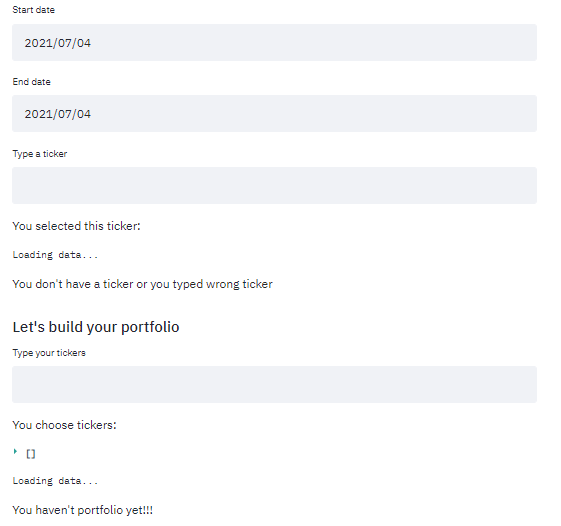 Start date
2021/07/04
End date
2021/07/04
Type a ticker
You selected this ticker:
Loading data...
You don't have a ticker or you typed wrong ticker
Let's build your portfolio
Type your tickers
You choose tickers:
[]
Loading data...
You haven't portfolio yet!!!